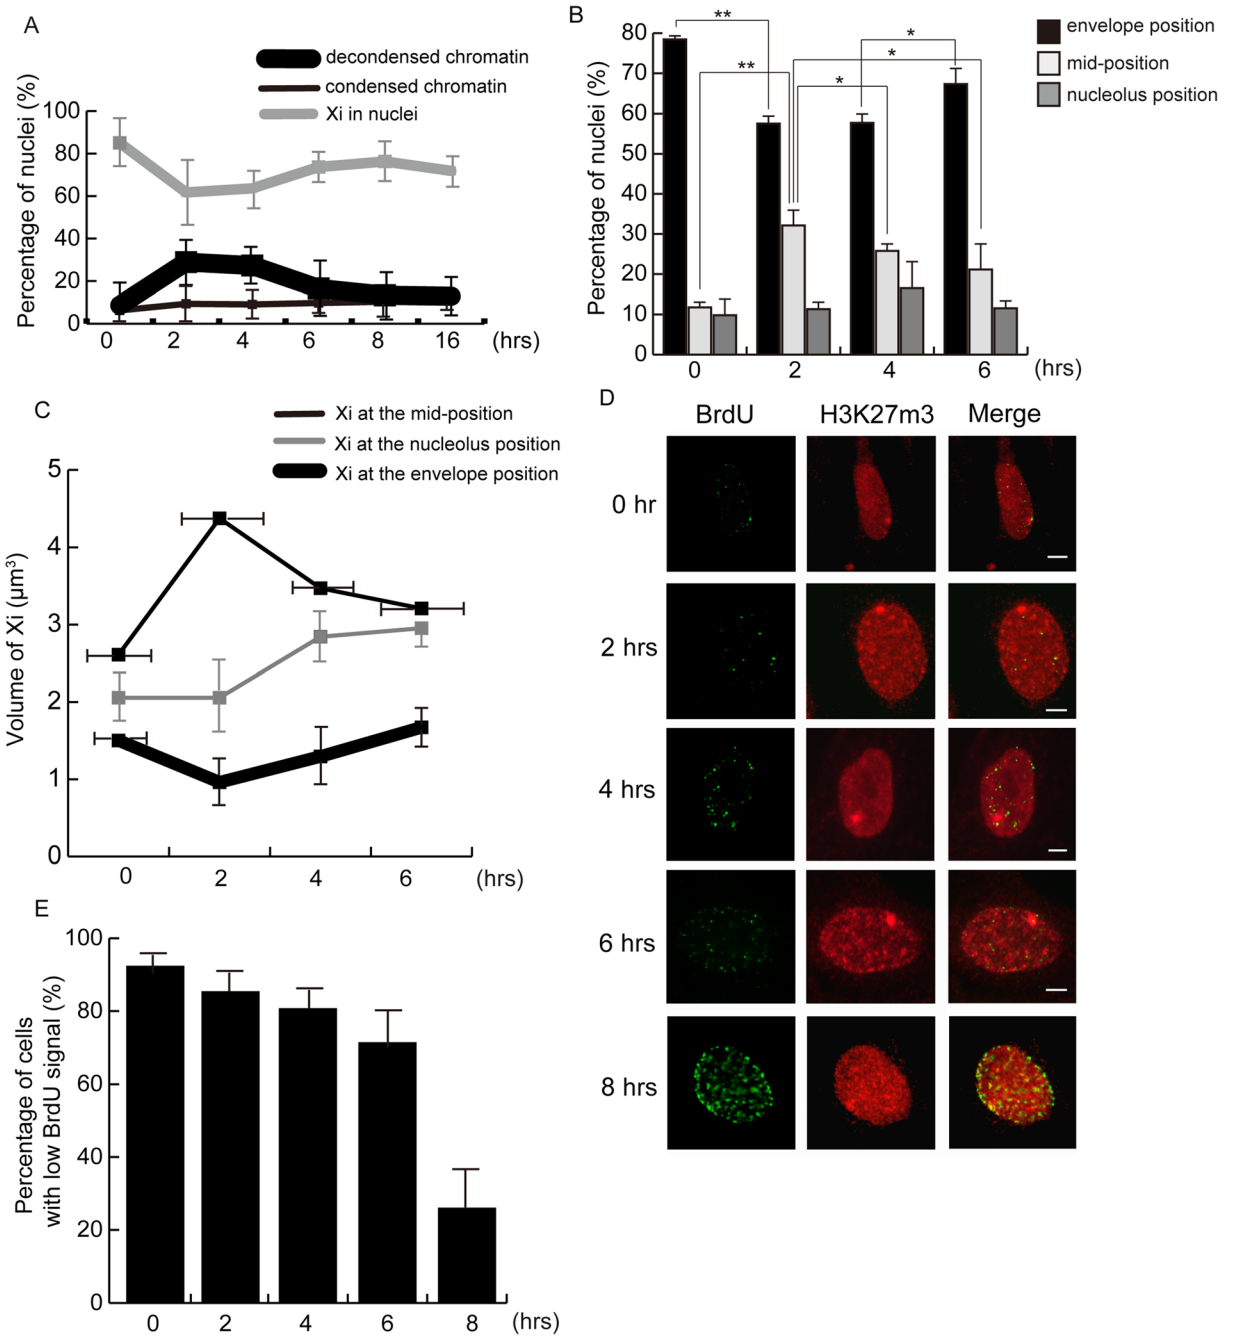 A
decondensed chromatin
condensed chromatin
Xi in nuclei
Percentage of nuclei (%)
100
80
60
40
20
0
0 2 4 6 8 16 (hrs)
B
envelope position
mid-position
nucleolus position
** ** * * *
Percentage of nuclei (%)
80
70
60
50
40
30
20
10
0
0 2 4 6 (hrs)
C
Xi at the mid-position
Xi at the nucleolus position
Xi at the envelope position
Volume of Xi (μm³)
5
4
3
2
1
0
0 2 4 6 (hrs)
D
BrdU H3K27m3 Merge
0 hr
2 hrs
4 hrs
6 hrs
8 hrs
E
Percentage of cells
with low BrdU signal (%)
100
80
60
40
20
0
0 2 4 6 8 (hrs)